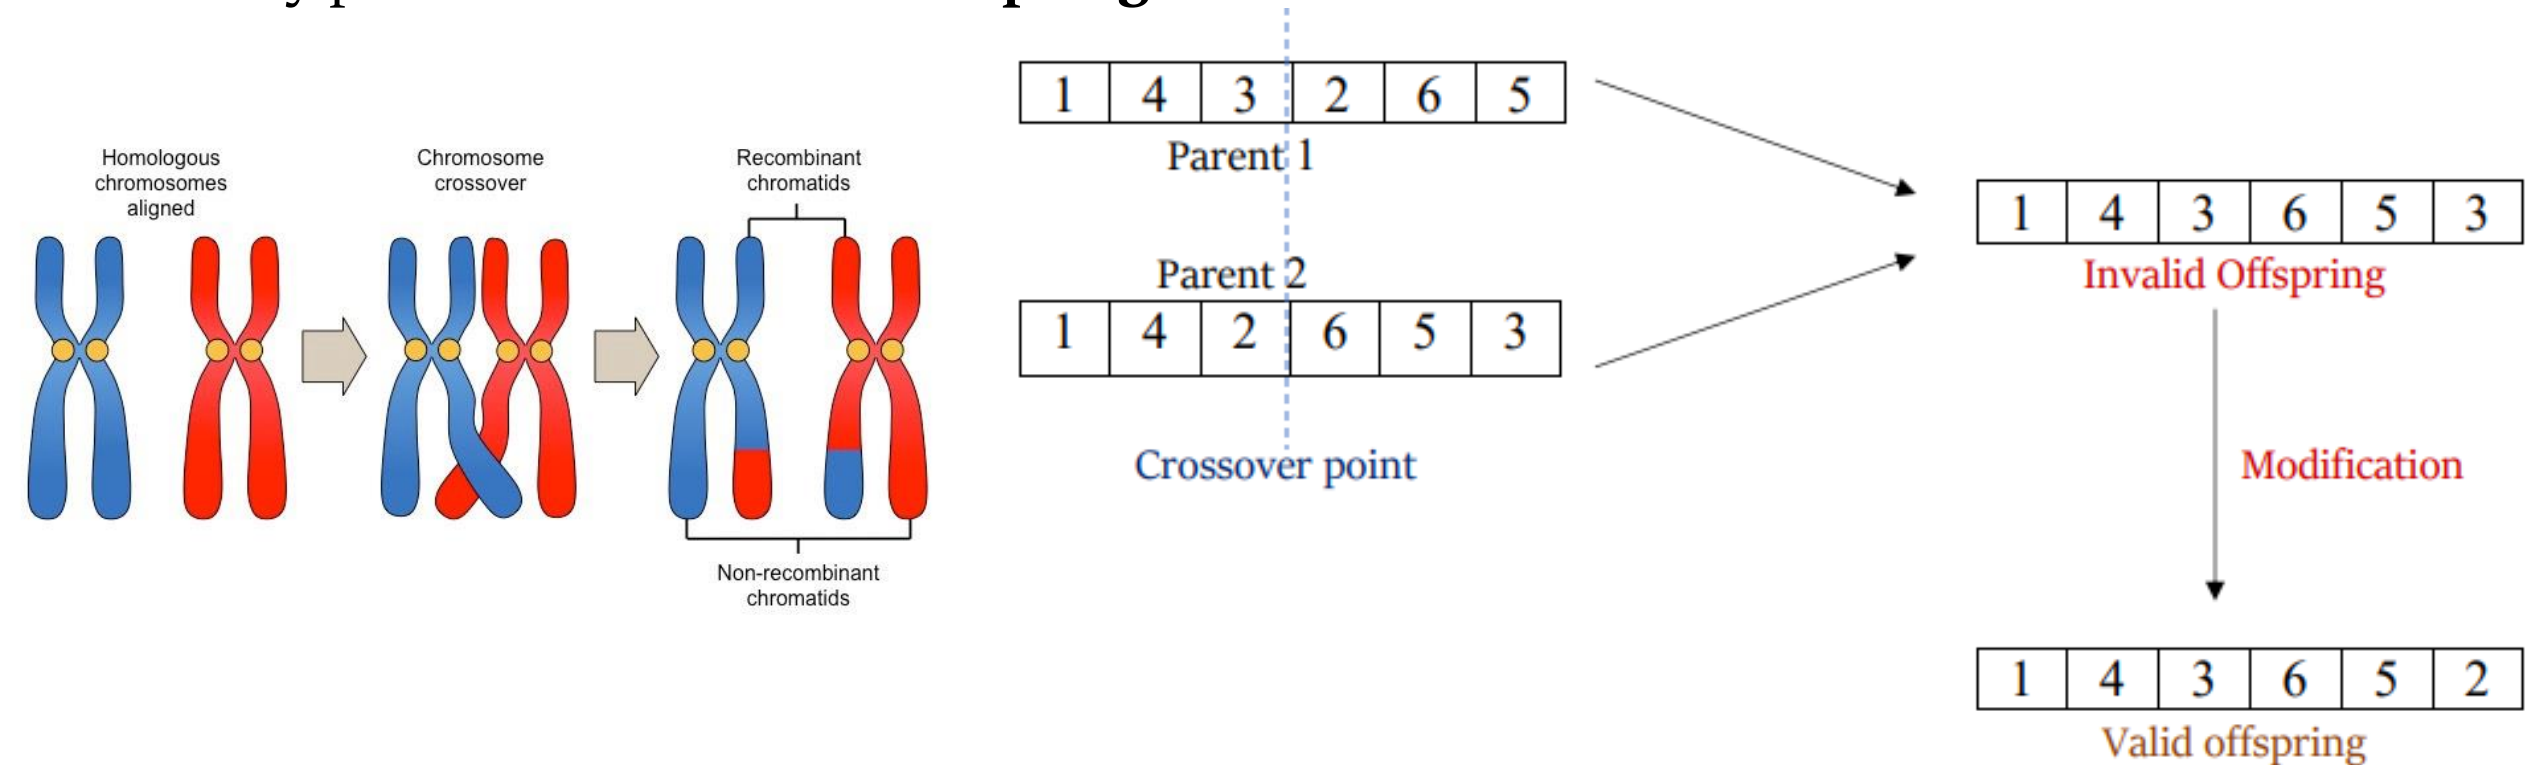 Homologous
chromosomes
aligned
Chromosome
crossover
Recombinant
chromatids
Non-recombinant
chromatids
1 4 3 2 6 5
Parent 1
Parent 2
1 4 2 6 5 3
Crossover point
1 4 3 6 5 3
Invalid Offspring
Modification
1 4 3 6 5 2
Valid offspring